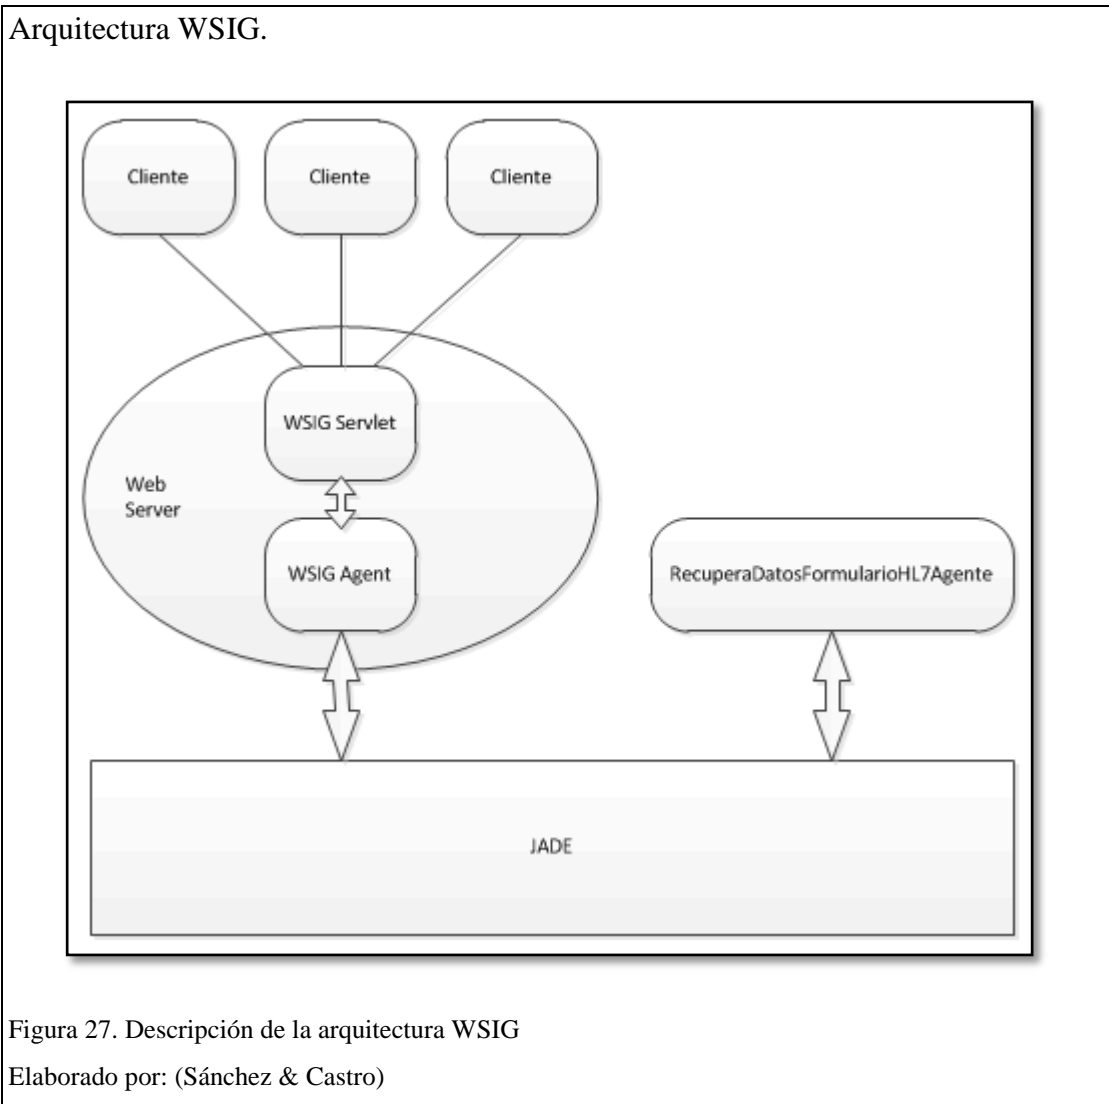 Arquitectura WSIG.
Cliente
Cliente
Cliente
WSIG Servlet
Web
Server
WSIG Agent
RecuperaDatosFormularioHL7Agente
JADE
Figura 27. Descripción de la arquitectura WSIG
Elaborado por: (Sánchez & Castro)